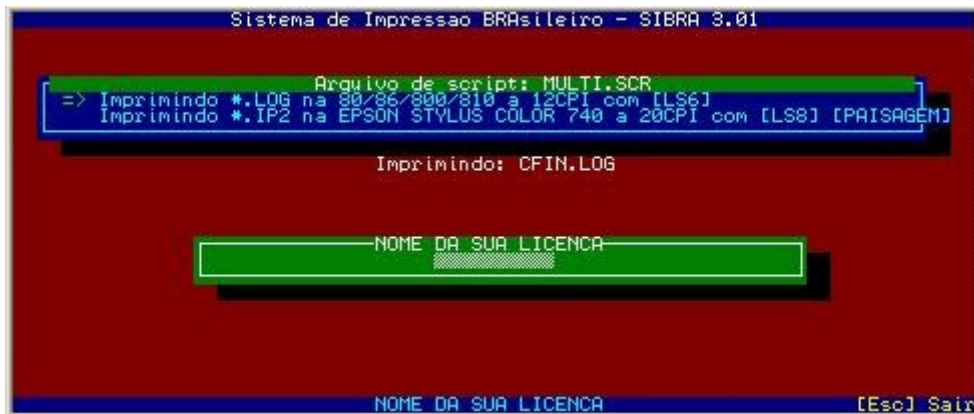 Sistema de Impressao BRAsileiro - SIBRA 3.01
Arquivo de script: MULTI.SCR
=> Imprimindo *.LOG na 80/86/800/810 a 12CPI com [LS6]
Imprimindo *.IP2 na EPSON STYLUS COLOR 740 a 20CPI com [LS8] [PAISAGEM]
Imprimindo: CFIN.LOG
NOME DA SUA LICENCA
NOME DA SUA LICENCA [Esc] Sair